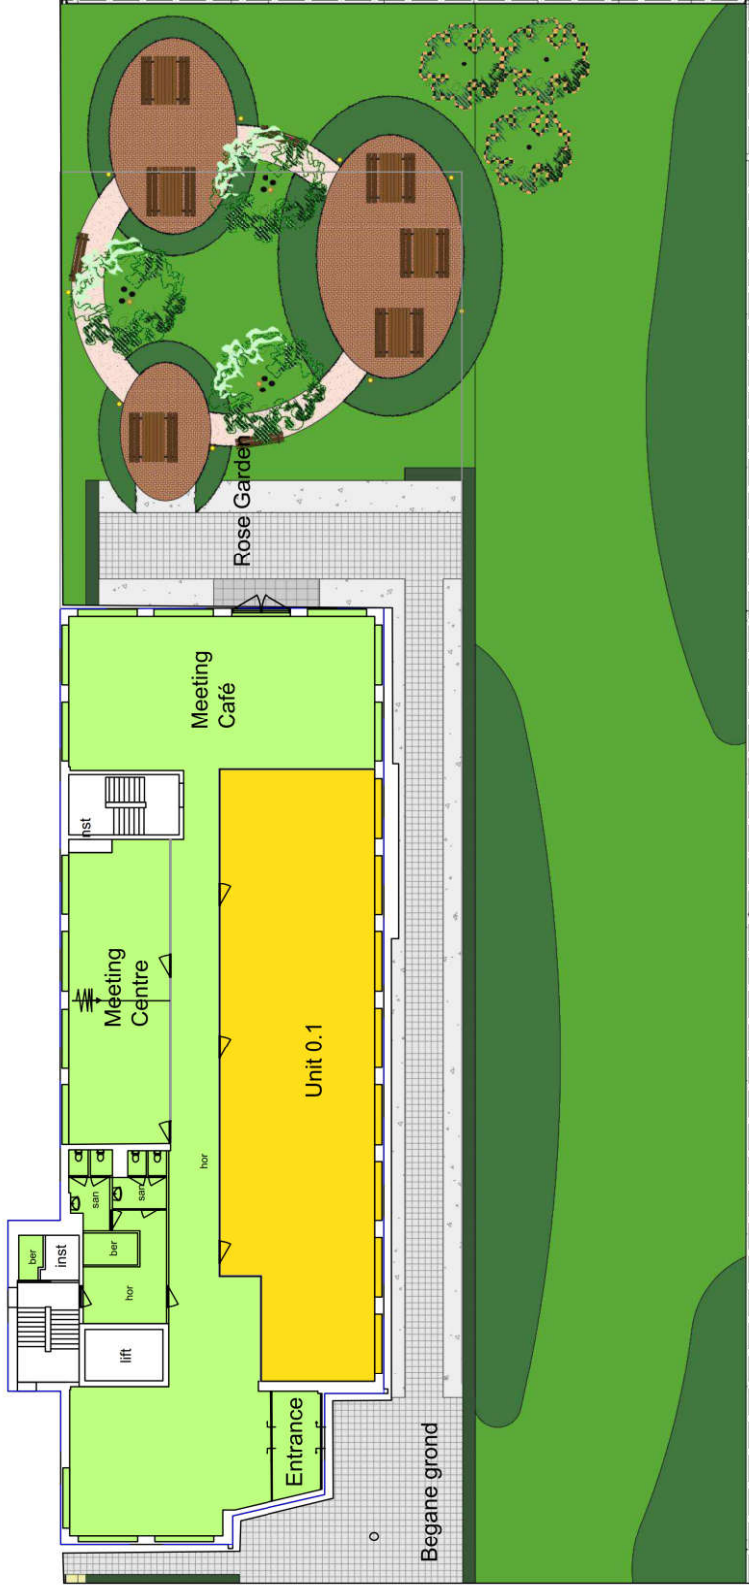 Rose Garden
Meeting
Café
inst
Meeting
Centre
Unit 0.1
hor
san
san
ber
ber
inst
hor
lift
Entrance
Begane grond